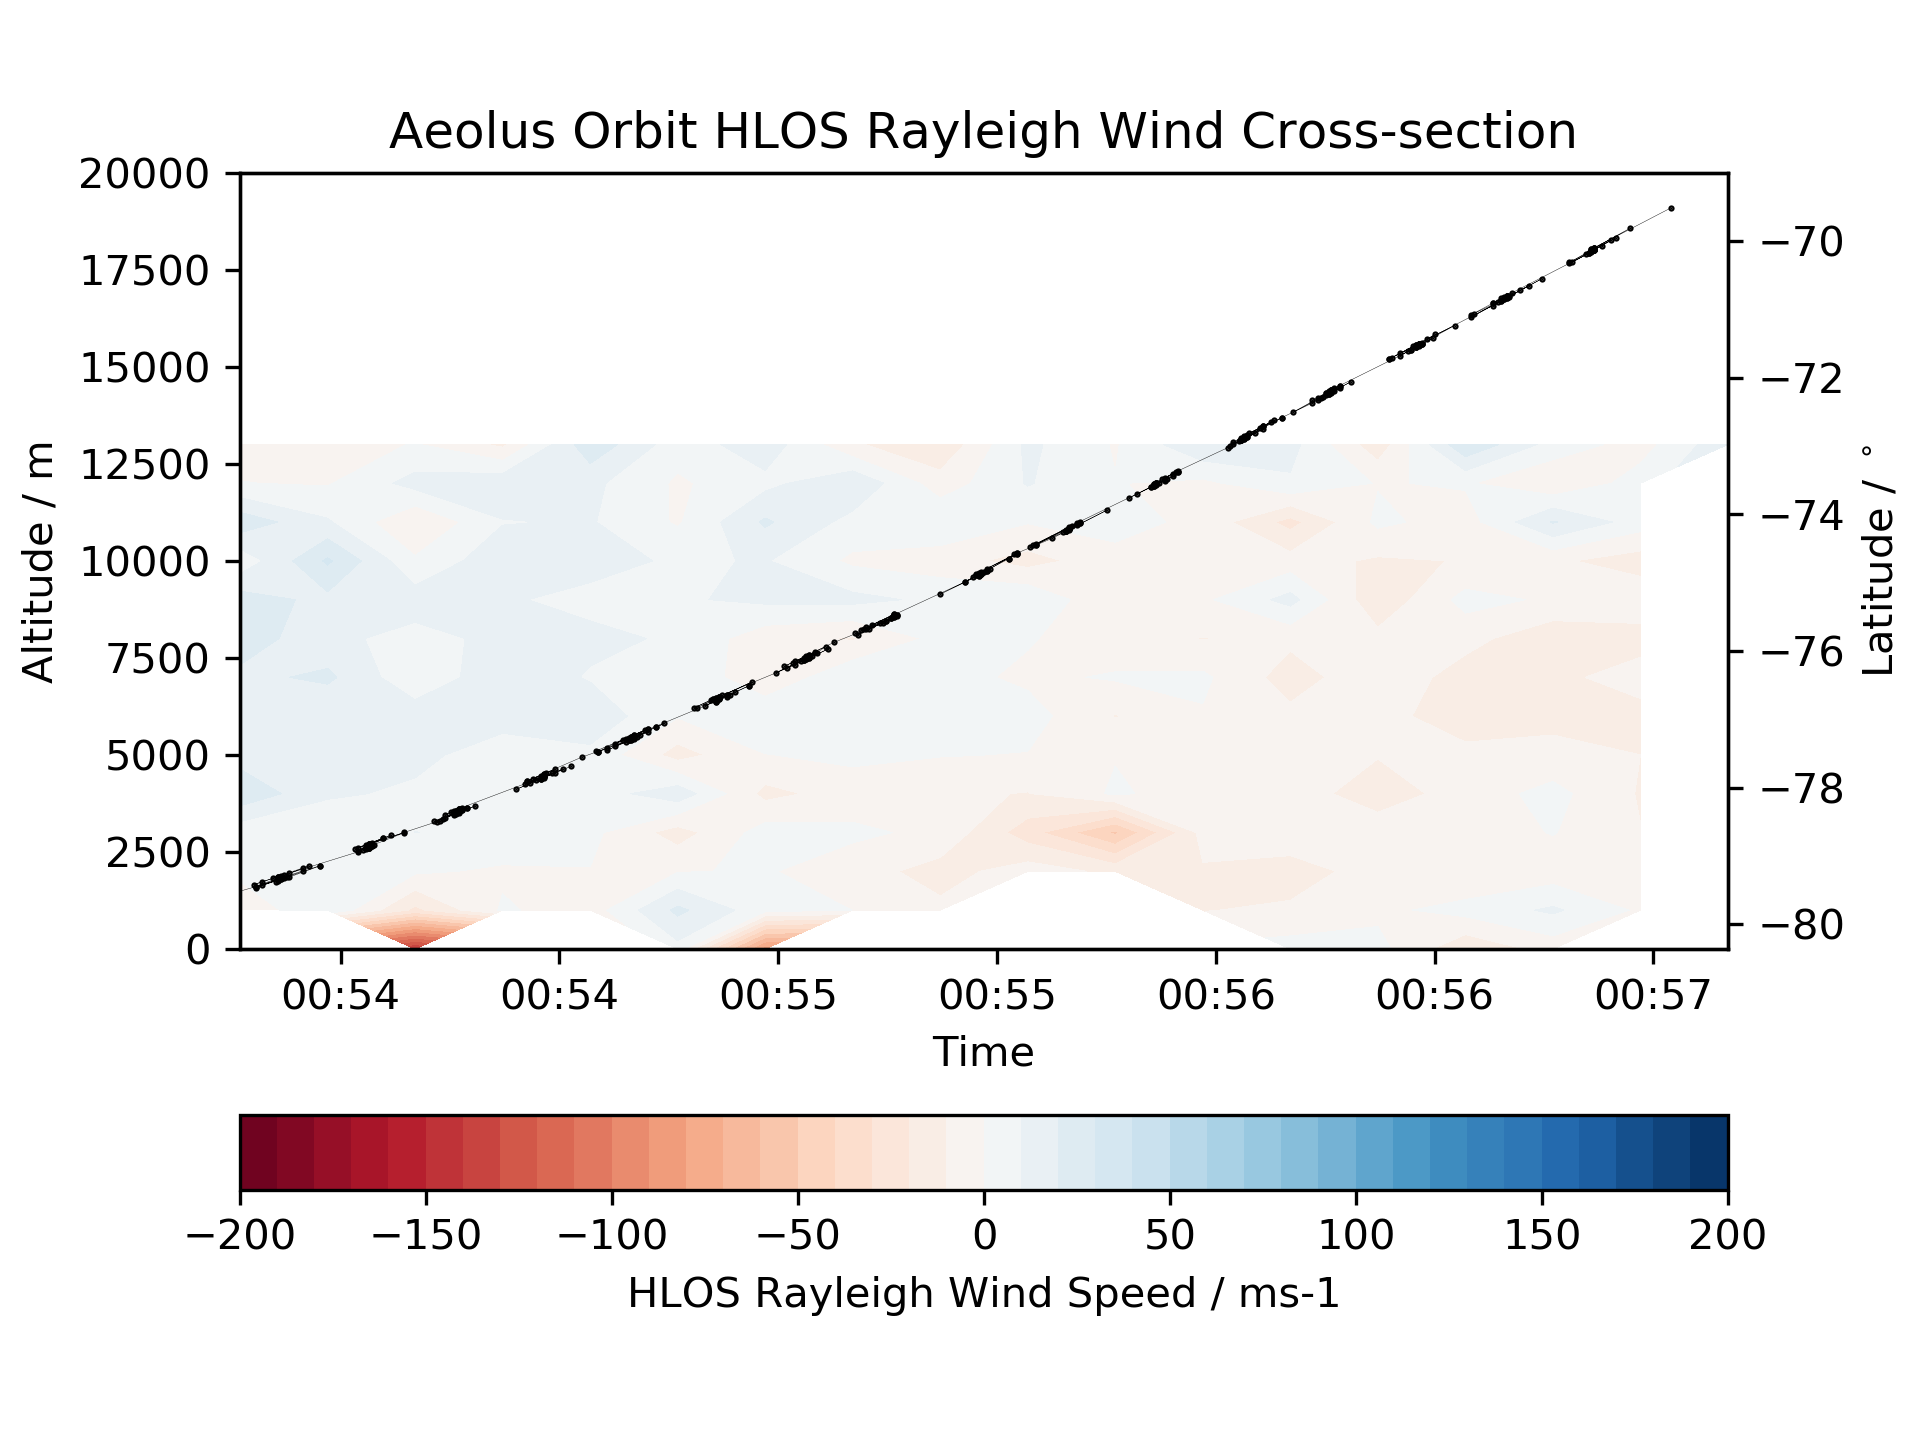 Aeolus Orbit HLOS Rayleigh Wind Cross-section
20000
17500
15000
12500
10000
7500
5000
2500
0
Altitude / m
−70
−72
−74
−76
−78
−80
Latitude / °
00:54 00:54 00:55 00:55 00:56 00:56 00:57
Time
−200 −150 −100 −50 0 50 100 150 200
HLOS Rayleigh Wind Speed / ms-1